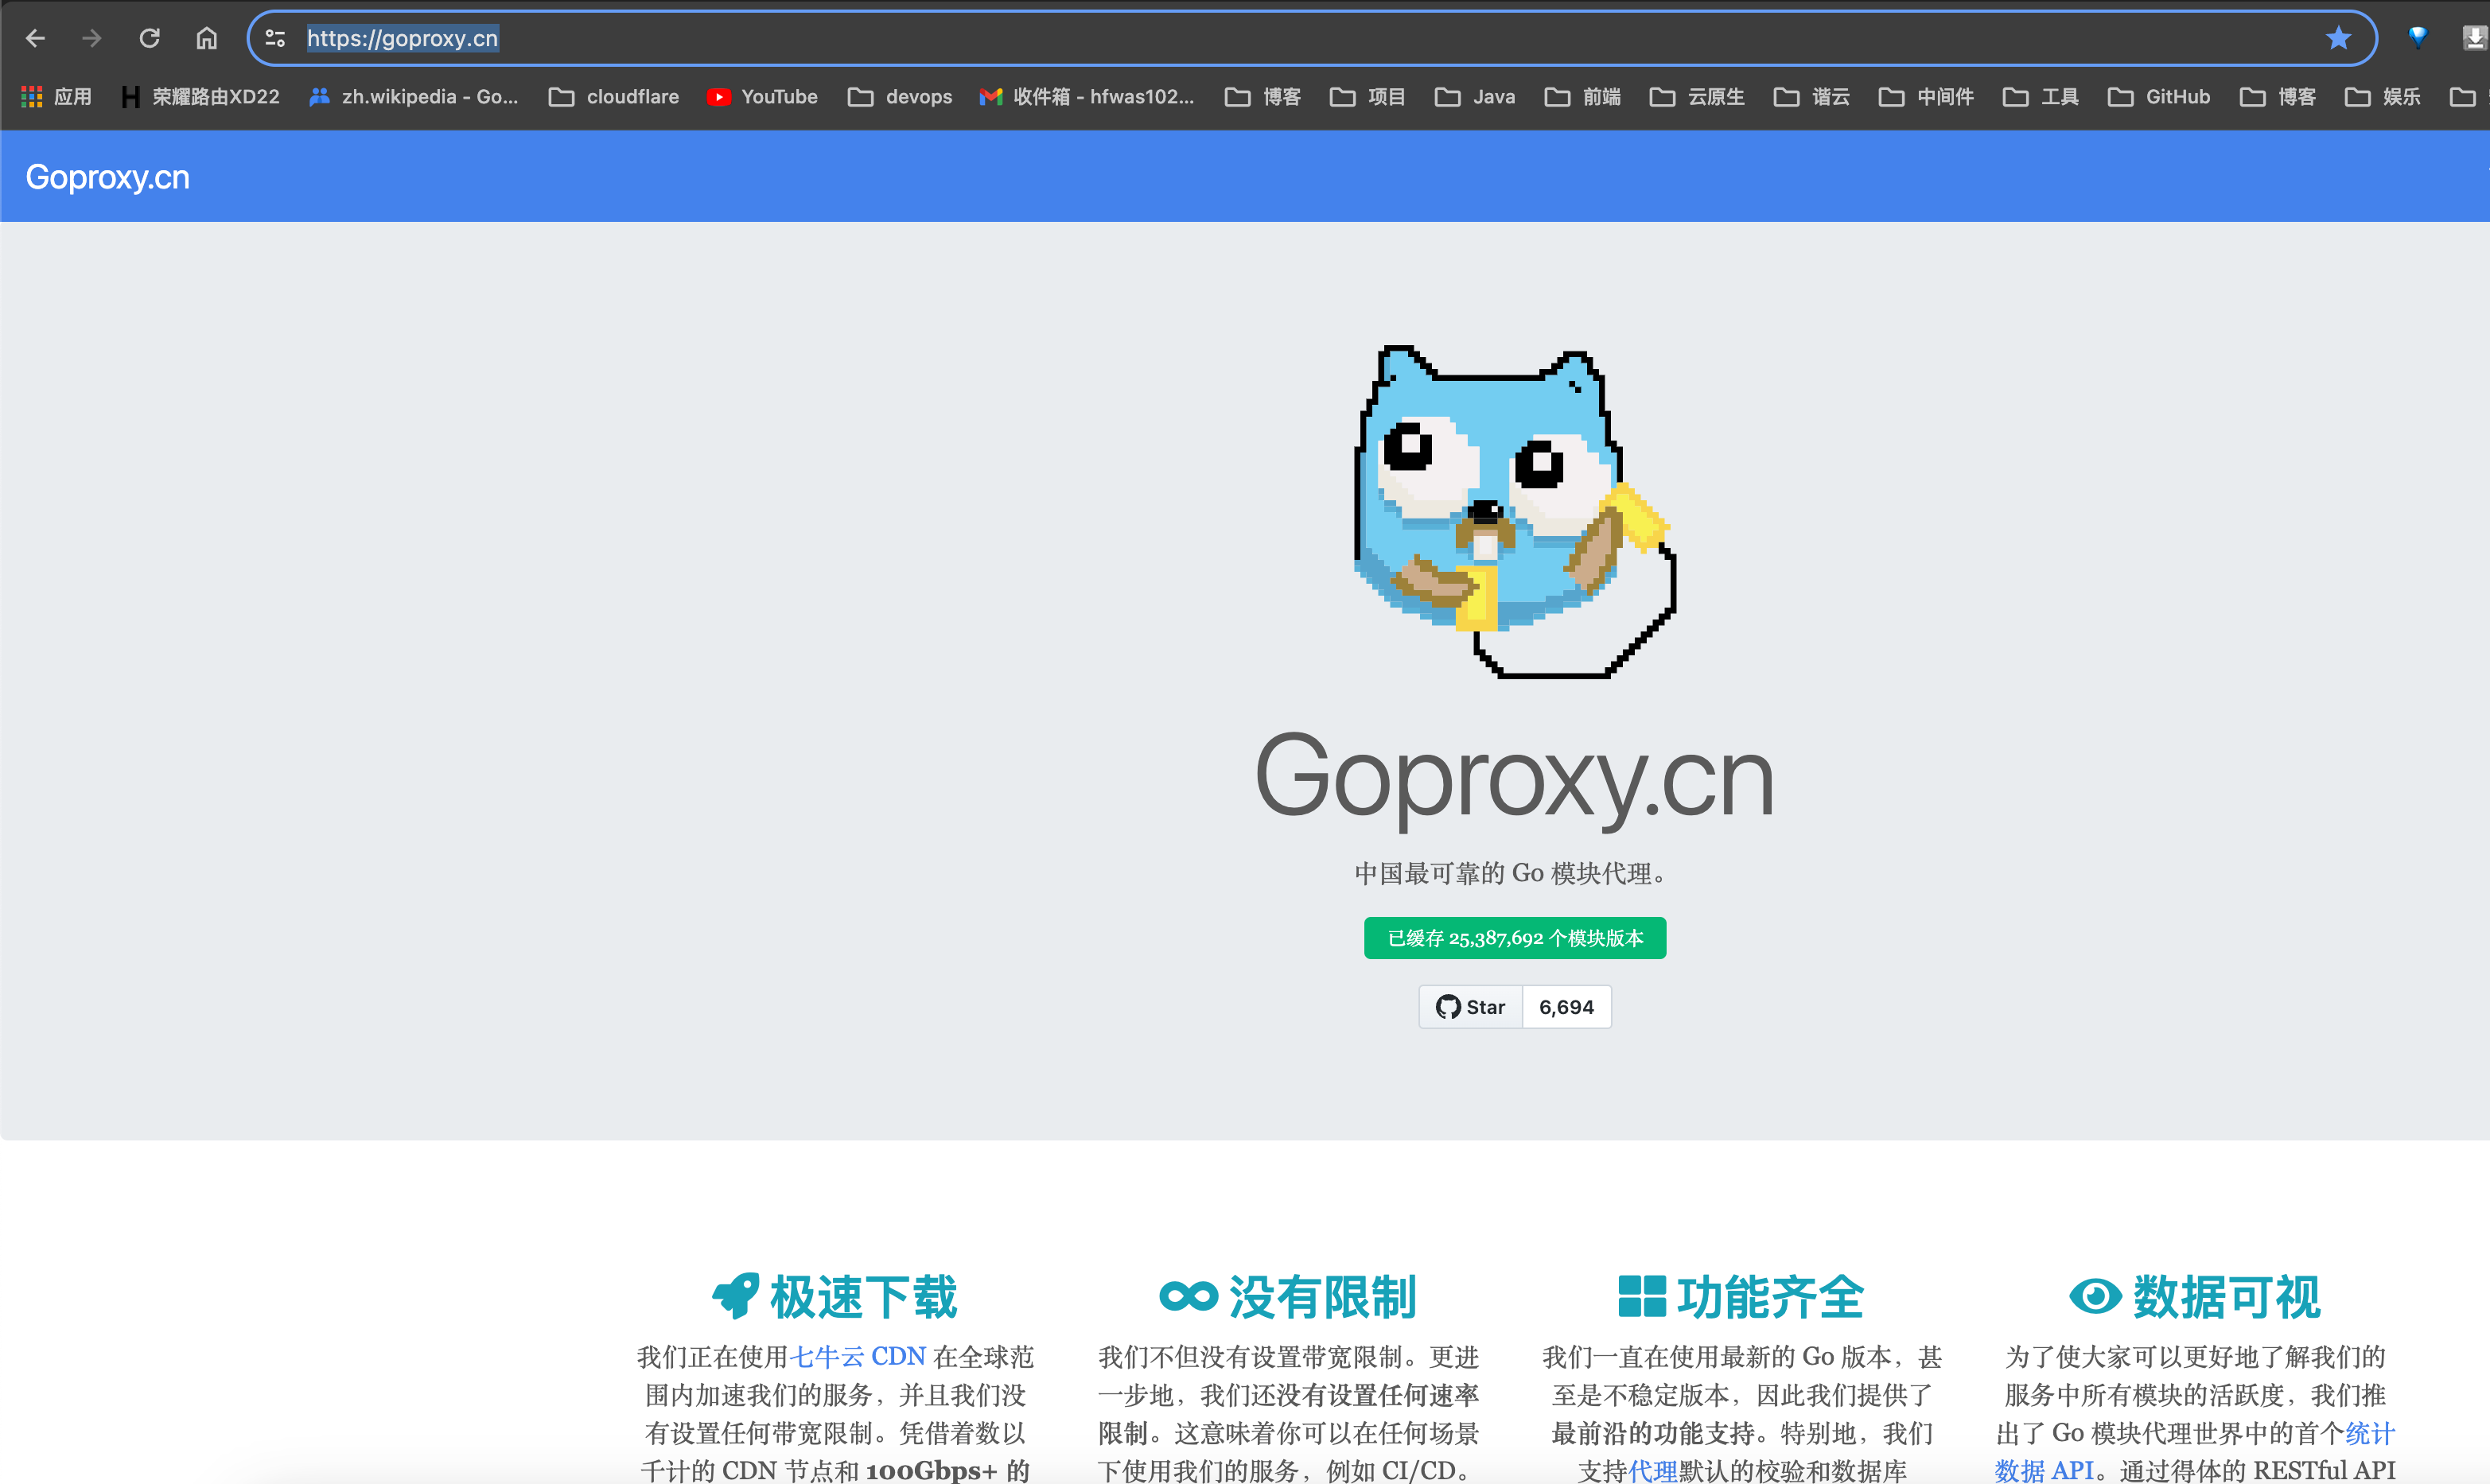 https://goproxy.cn
应用 荣耀路由XD22 zh.wikipedia - Go... cloudflare YouTube devops 收件箱 - hfwas102... 博客 项目 Java 前端 云原生 谐云 中间件 工具 GitHub 博客 娱乐
Goproxy.cn
Goproxy.cn
中国最可靠的 Go 模块代理。
已缓存 25,387,692 个模块版本
Star 6,694
极速下载
我们正在使用七牛云 CDN 在全球范
围内加速我们的服务，并且我们没
有设置任何带宽限制。凭借着数以
千计的 CDN 节点和 100Gbps+ 的
没有限制
我们不但没有设置带宽限制。更进
一步地，我们还没有设置任何速率
限制。这意味着你可以在任何场景
下使用我们的服务，例如 CI/CD。
功能齐全
我们一直在使用最新的 Go 版本，甚
至是不稳定版本，因此我们提供了
最前沿的功能支持。特别地，我们
支持代理默认的校验和数据库
数据可视
为了使大家可以更好地了解我们的
服务中所有模块的活跃度，我们推
出了 Go 模块代理世界中的首个统计
数据 API。通过得体的 RESTful API